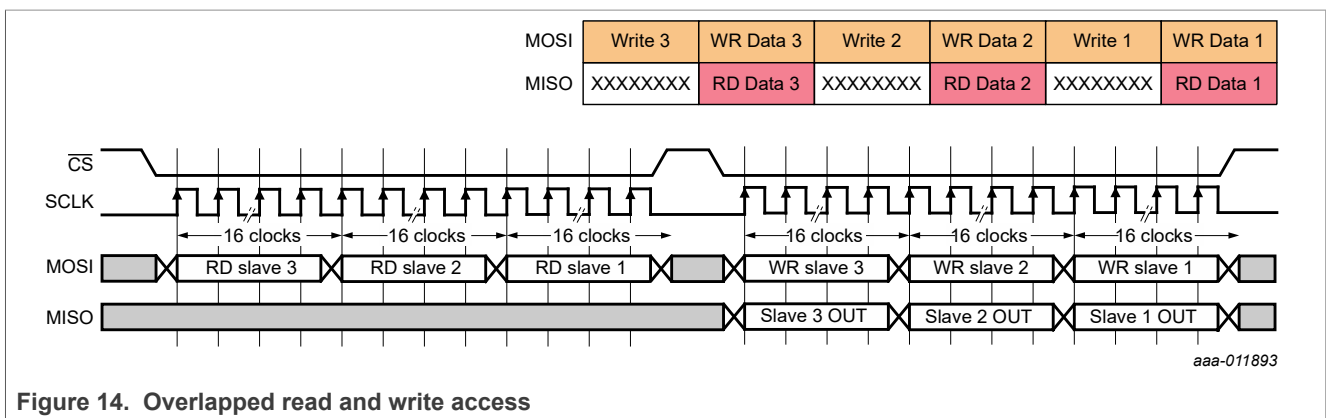 MOSI Write 3 WR Data 3 Write 2 WR Data 2 Write 1 WR Data 1
MISO XXXXXXXX RD Data 3 XXXXXXXX RD Data 2 XXXXXXXX RD Data 1
CS
SCLK
16 clocks 16 clocks 16 clocks 16 clocks 16 clocks 16 clocks
MOSI RD slave 3 RD slave 2 RD slave 1 WR slave 3 WR slave 2 WR slave 1
MISO Slave 3 OUT Slave 2 OUT Slave 1 OUT
aaa-011893
Figure 14. Overlapped read and write access